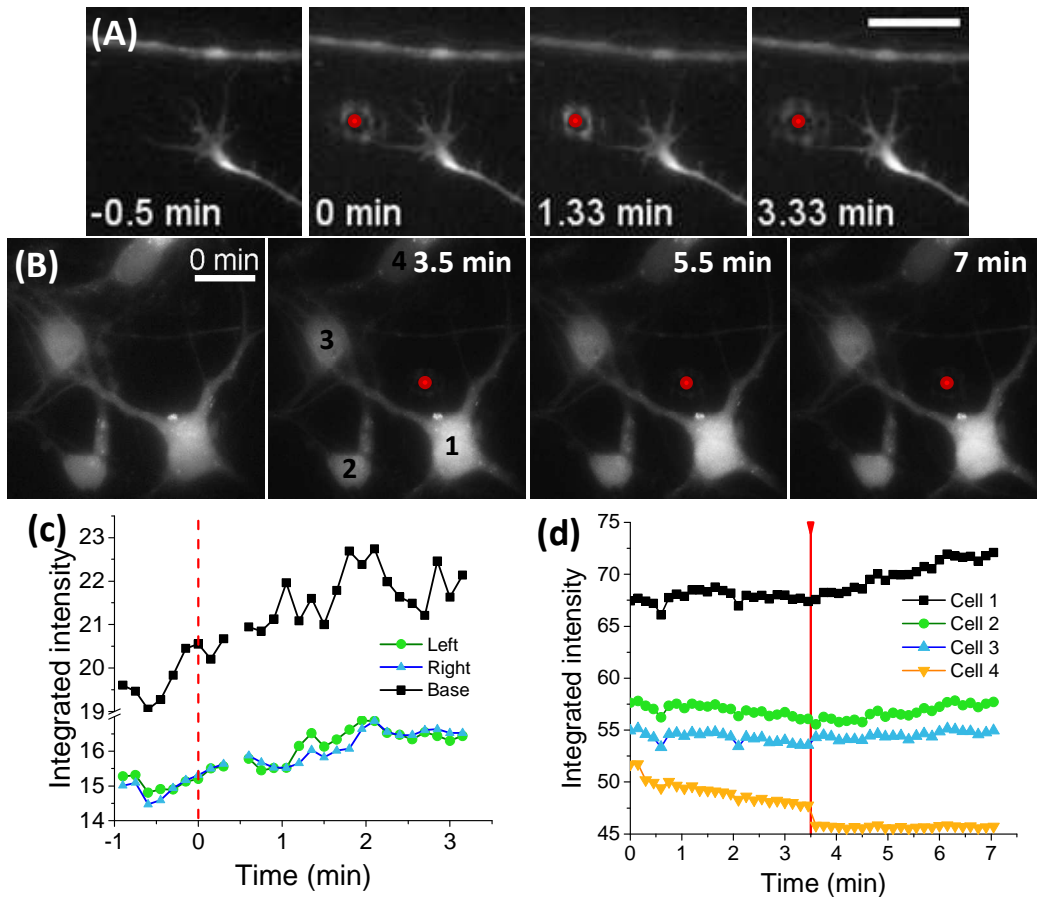 (A)
-0.5 min
0 min
1.33 min
3.33 min
(B)
0 min
4
3.5 min
5.5 min
7 min
3
1
2
(c)
Integrated intensity
23
22
21
20
19
16
15
14
Left
Right
Base
-1 0 1 2 3
Time (min)
(d)
Integrated intensity
75
70
65
60
55
50
45
Cell 1
Cell 2
Cell 3
Cell 4
0 1 2 3 4 5 6 7
Time (min)